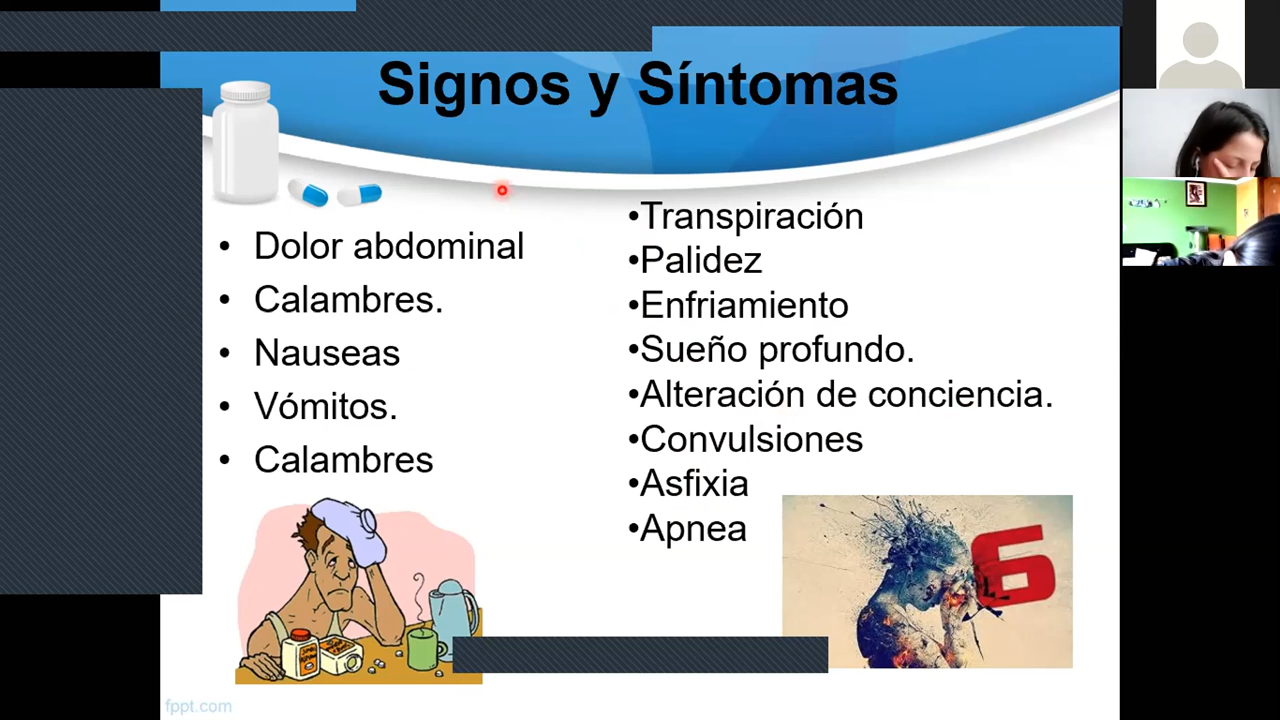 Signos y Síntomas
• Dolor abdominal
• Calambres.
• Nauseas
• Vómitos.
• Calambres
•Transpiración
•Palidez
•Enfriamiento
•Sueño profundo.
•Alteración de conciencia.
•Convulsiones
•Asfixia
•Apnea
6
fppt.com